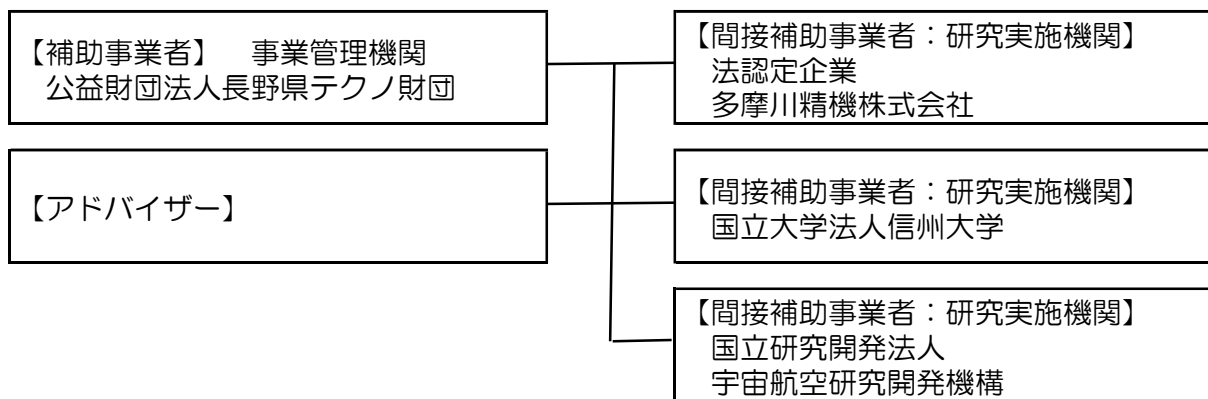 【補助事業者】　事業管理機関
公益財団法人長野県テクノ財団
【アドバイザー】
【間接補助事業者：研究実施機関】
法認定企業
多摩川精機株式会社
【間接補助事業者：研究実施機関】
国立大学法人信州大学
【間接補助事業者：研究実施機関】
国立研究開発法人
宇宙航空研究開発機構